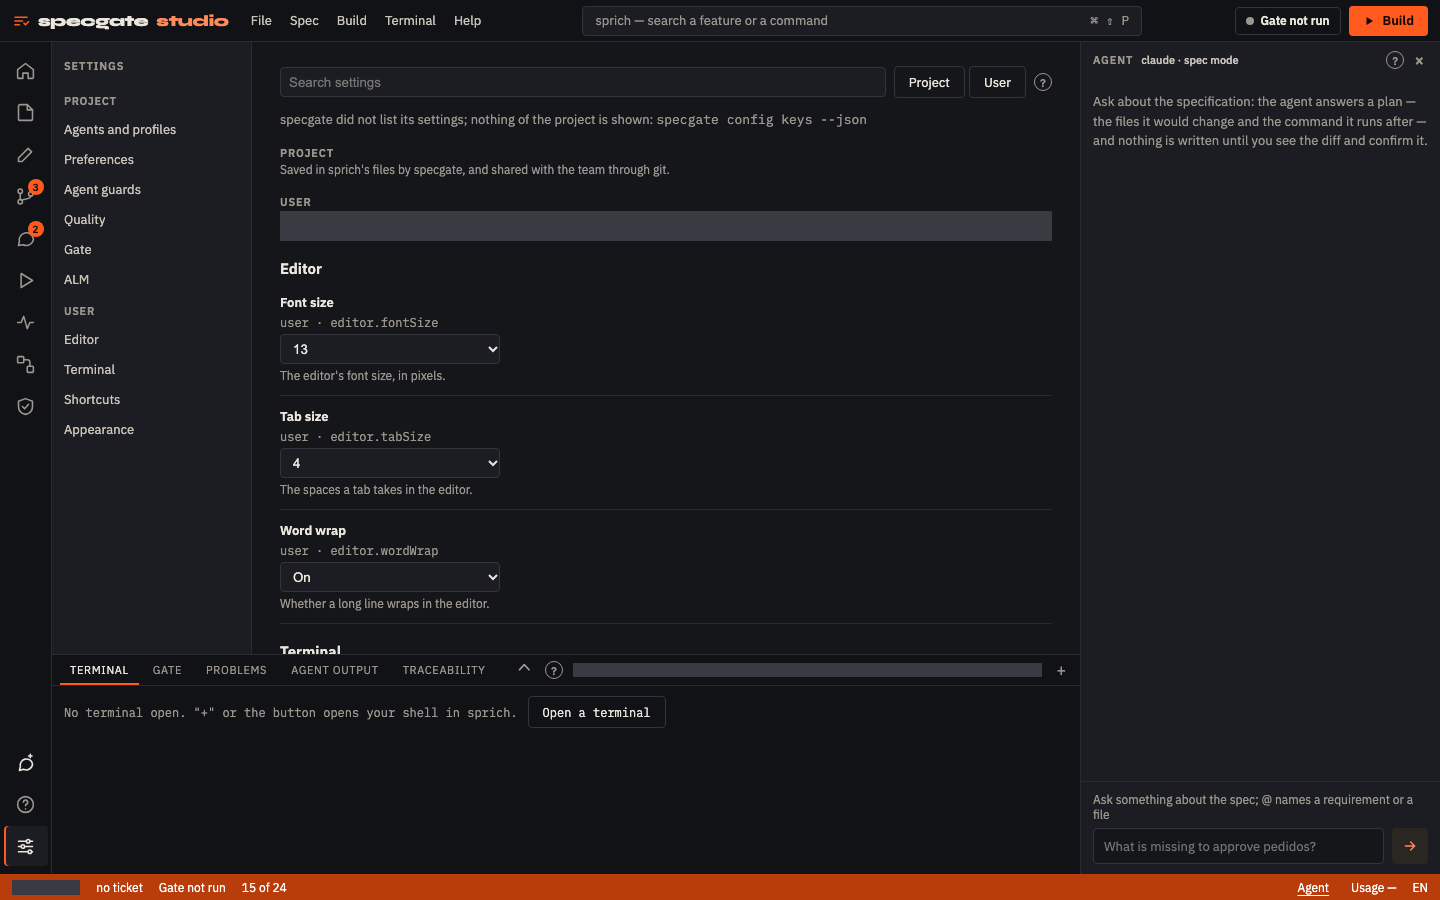 specgate studio
File Spec Build Terminal Help
sprich — search a feature or a command ⌘ ⇧ P
Gate not run
Build
3
2
SETTINGS
PROJECT
Agents and profiles
Preferences
Agent guards
Quality
Gate
ALM
USER
Editor
Terminal
Shortcuts
Appearance
Search settings
Project
User
?
specgate did not list its settings; nothing of the project is shown: specgate config keys --json
PROJECT
Saved in sprich's files by specgate, and shared with the team through git.
USER
Editor
Font size
user · editor.fontSize
13
The editor's font size, in pixels.
Tab size
user · editor.tabSize
4
The spaces a tab takes in the editor.
Word wrap
user · editor.wordWrap
On
Whether a long line wraps in the editor.
Terminal
TERMINAL GATE PROBLEMS AGENT OUTPUT TRACEABILITY ? +
No terminal open. "+" or the button opens your shell in sprich.
Open a terminal
AGENT claude · spec mode ? ×
Ask about the specification: the agent answers a plan —
the files it would change and the command it runs after —
and nothing is written until you see the diff and confirm it.
Ask something about the spec; @ names a requirement or a
file
What is missing to approve pedidos?
no ticket Gate not run 15 of 24
Agent Usage — EN